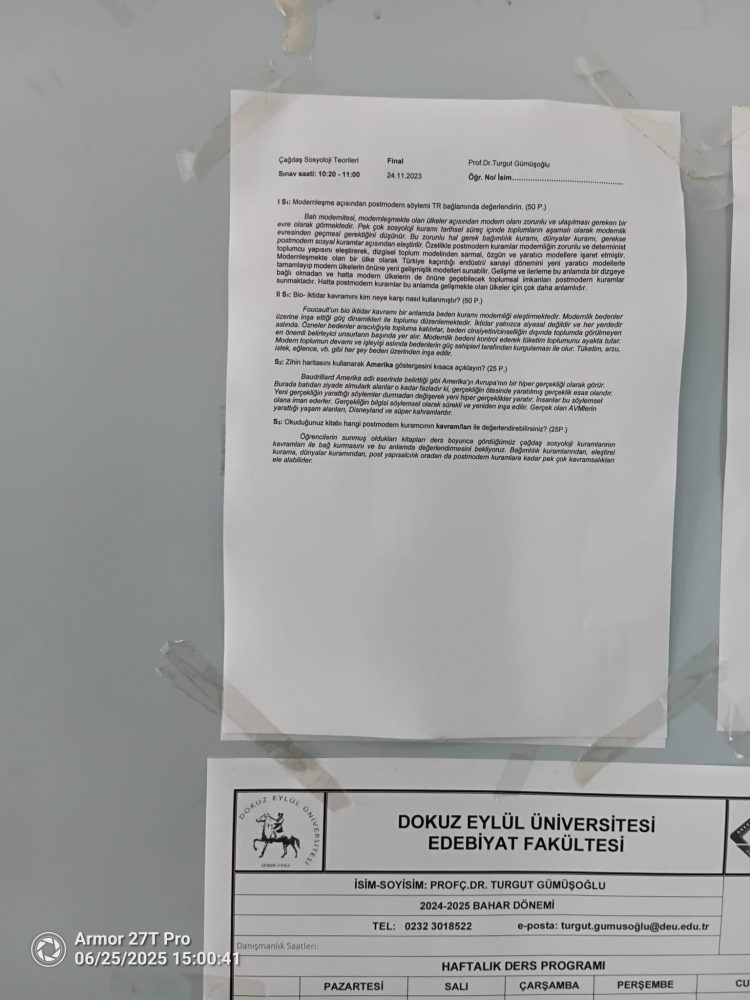 Çağdaş Sosyoloji Teorileri Final Prof.Dr.Turgut Gümüşoğlu
Sınav saati: 10:20 - 11:00 24.11.2023 Öğr. No/ İsim
I S₁: Modernleşme açısından postmodern söylemi TR bağlamında değerlendirin. (50 P.)
Batı modernitesi, modernleşmekte olan ülkeler açısından modern olanı zorunlu ve ulaşılması gereken bir
evre olarak görmektedir. Pek çok sosyoloji kuramı tarihsel süreç içinde toplumların aşamalı olarak modernlik
evresinden geçmesi gerektiğini düşünür. Bu zorunlu hal gerek bağımlılık kuramı, dünyalar kuramı, gerekse
postmodern sosyal kuramlar açısından eleştirilir. Özellikle postmodern kuramlar modernliğin zorunlu ve determinist
toplumcu yapısını eleştirerek, dizgisel toplum modelinden sarmal, özgün ve yaratıcı modellere işaret etmiştir.
Modernleşmekte olan bir ülke olarak Türkiye kaçırdığı endüstri/ sanayi dönemini yeni yaratıcı modellerle
tamamlayıp modern ülkelerin önüne yeni gelişmişlik modelleri sunabilir. Gelişme ve ilerleme bu anlamda bir dizgeye
bağlı olmadan ve hatta modern ülkelerin de önüne geçebilecek toplumsal imkanları postmodern kuramlar
sunmaktadır. Hatta postmodern kuramlar bu anlamda gelişmekte olan ülkeler için çok daha anlamlıdır.
II S₁: Bio- iktidar kavramını kim neye karşı nasıl kullanmıştır? (50 P.)
Foucault'un bio iktidar kavramı bir anlamda beden kuramı modernliği eleştirmektedir. Modernlik bedenler
üzerine inşa ettiği güç dinamikleri ile toplumu düzenlemektedir. İktidar yalnızca siyasal değildir ve her yerdedir
aslında. Özneler bedenler aracılığıyla topluma katılırlar, beden cinsiyetin/cinselliğin dışında toplumda görülmeyen
en önemli belirleyici unsurların başında yer alır. Modernlik bedeni kontrol ederek tüketim toplumunu ayakta tutar.
Modern toplumun devamı ve işleyişi aslında bedenlerin güç sahipleri tarafından kurgulaması ile olur. Tüketim, arzu,
istek, eğlence, vb. gibi her şey beden üzerinden inşa edilir.
S₂: Zihin haritasını kullanarak Amerika göstergesini kısaca açıklayın? (25 P.)
Baudrillard Amerika adlı eserinde belirttiği gibi Amerika'yı Avrupa'nın bir hiper gerçekliği olarak görür.
Burada batıdan ziyade simulark alanlar o kadar fazladır ki, gerçekliğin ötesinde yaratılmış gerçeklik esas olandır.
Yeni gerçekliğin yarattığı söylemler durmadan değişerek yeni hiper gerçeklikler yaratır. İnsanlar bu söylemsel
olana iman ederler. Gerçekliğin bilgisi söylemsel olarak sürekli ve yeniden inşa edilir. Gerçek olan AVMlerin
yarattığı yaşam alanları, Disneyland ve süper kahramlardır.
S₃: Okuduğunuz kitabı hangi postmodern kuramcının kavram/ları ile değerlendirebilirsiniz? (25P.)
Öğrencilerin sunmuş oldukları kitapları ders boyunca gördüğümüz çağdaş sosyoloji kuramlarının
kavramları ile bağ kurmasını ve bu anlamda değerlendirmesini bekliyoruz. Bağımlılık kuramlarından, eleştirel
kurama, dünyalar kuramından, post yapısalcılık oradan da postmodern kuramlara kadar pek çok kavramsalıkları
ele alabilirler.
DOKUZ EYLÜL ÜNİVERSİTESİ
İZMİR-1982
DOKUZ EYLÜL ÜNİVERSİTESİ
EDEBİYAT FAKÜLTESİ
İSİM-SOYİSİM: PROFÇ.DR. TURGUT GÜMÜŞOĞLU
2024-2025 BAHAR DÖNEMİ
TEL: 0232 3018522 e-posta: turgut.gumusoğlu@deu.edu.tr
Danışmanlık Saatleri:
HAFTALIK DERS PROGRAMI
PAZARTESİ SALI ÇARŞAMBA PERŞEMBE CU
Armor 27T Pro
06/25/2025 15:00:41